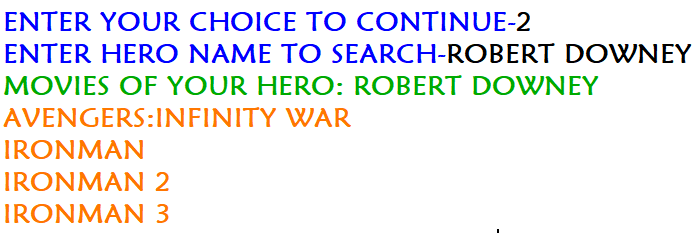 ENTER YOUR CHOICE TO CONTINUE-2
ENTER HERO NAME TO SEARCH-ROBERT DOWNEY
MOVIES OF YOUR HERO: ROBERT DOWNEY
AVENGERS:INFINITY WAR
IRONMAN
IRONMAN 2
IRONMAN 3